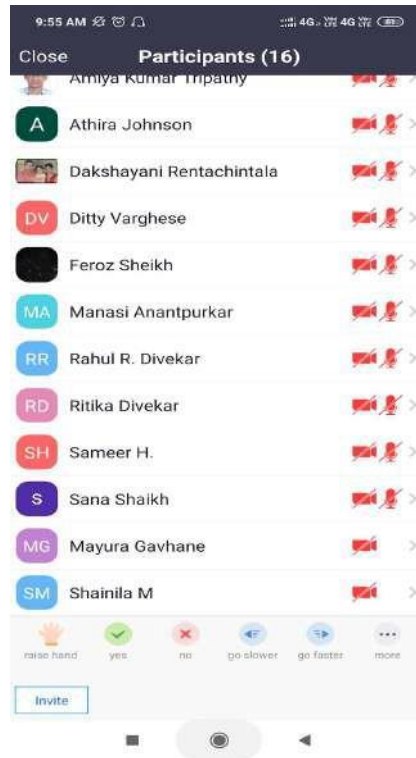 9:55 AM 4G 4G
Close Participants (16)
Amiya Kumar Tripathy
A Athira Johnson
Dakshayani Rentachintala
DV Ditty Varghese
Feroz Sheikh
MA Manasi Anantpurkar
RR Rahul R. Divekar
RD Ritika Divekar
SH Sameer H.
S Sana Shaikh
MG Mayura Gavhane
SM Shainila M
raise hand yes no go slower go faster more
Invite